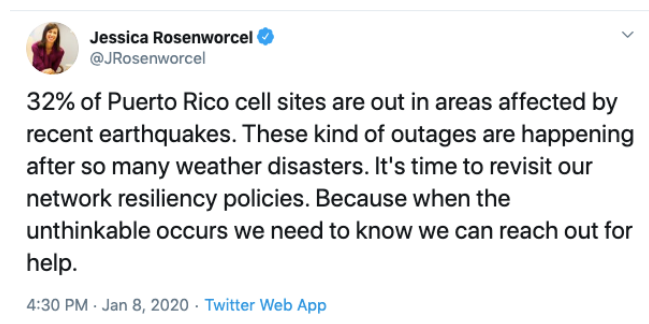 Jessica Rosenworcel
@JRosenworcel
32% of Puerto Rico cell sites are out in areas affected by
recent earthquakes. These kind of outages are happening
after so many weather disasters. It's time to revisit our
network resiliency policies. Because when the
unthinkable occurs we need to know we can reach out for
help.
4:30 PM · Jan 8, 2020 · Twitter Web App